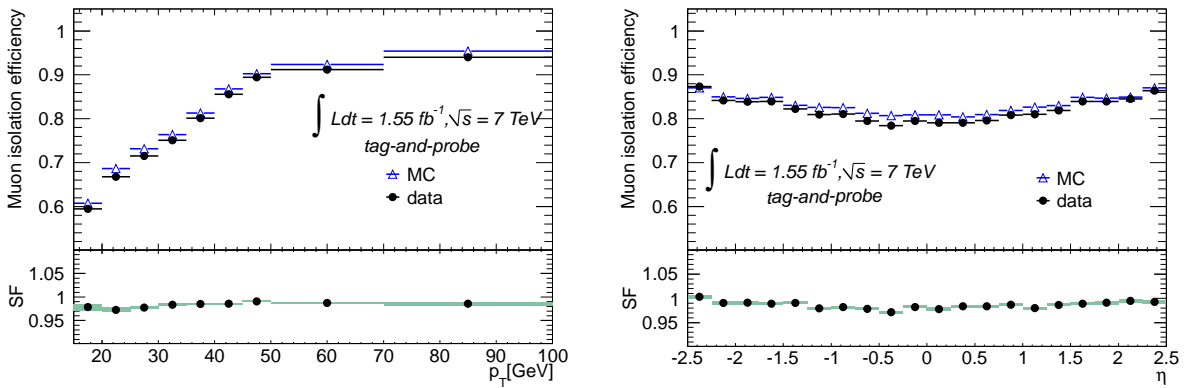 Muon isolation efficiency
1
0.9
0.8
0.7
0.6
∫ Ldt = 1.55 fb⁻¹,√s = 7 TeV
tag-and-probe
MC
data
SF
1.05
1
0.95
20 30 40 50 60 70 80 90 100
p_T[GeV]
Muon isolation efficiency
1
0.9
0.8
0.7
0.6
∫ Ldt = 1.55 fb⁻¹,√s = 7 TeV
tag-and-probe
MC
data
SF
1.05
1
0.95
-2.5 -2 -1.5 -1 -0.5 0 0.5 1 1.5 2 2.5
η